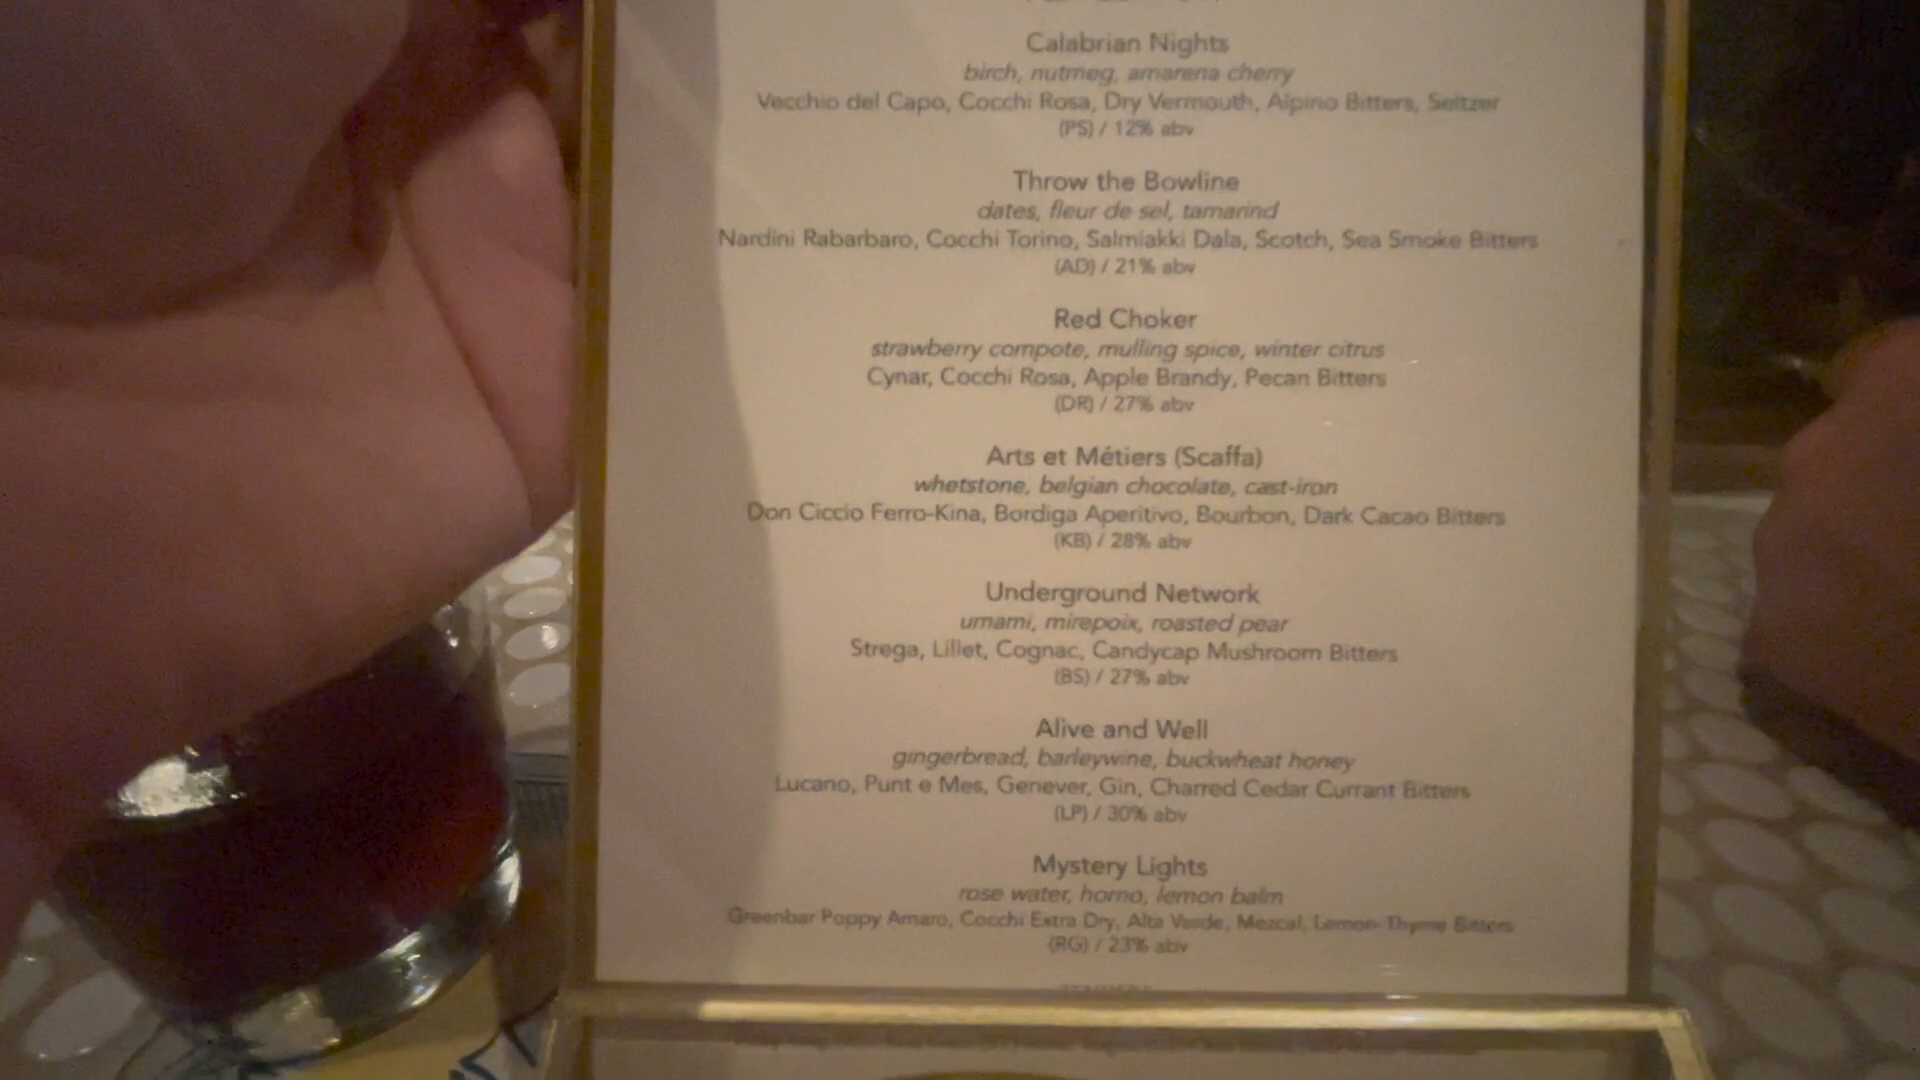 Calabrian Nights
birch, nutmeg, amarena cherry
Vecchio del Capo, Cocchi Rosa, Dry Vermouth, Alpino Bitters, Seltzer
(PS) / 12% abv
Throw the Bowline
dates, fleur de sel, tamarind
Nardini Rabarbaro, Cocchi Torino, Salmiakki Dala, Scotch, Sea Smoke Bitters
(AD) / 21% abv
Red Choker
strawberry compote, mulling spice, winter citrus
Cynar, Cocchi Rosa, Apple Brandy, Pecan Bitters
(DR) / 27% abv
Arts et Métiers (Scaffa)
whetstone, belgian chocolate, cast-iron
Don Ciccio Ferro-Kina, Bordiga Aperitivo, Bourbon, Dark Cacao Bitters
(KB) / 28% abv
Underground Network
umami, mirepoix, roasted pear
Strega, Lillet, Cognac, Candycap Mushroom Bitters
(BS) / 27% abv
Alive and Well
gingerbread, barleywine, buckwheat honey
Lucano, Punt e Mes, Genever, Gin, Charred Cedar Currant Bitters
(LP) / 30% abv
Mystery Lights
rose water, horno, lemon balm
Greenbar Poppy Amaro, Cocchi Extra Dry, Alta Verde, Mezcal, Lemon-Thyme Bitters
(RG) / 23% abv